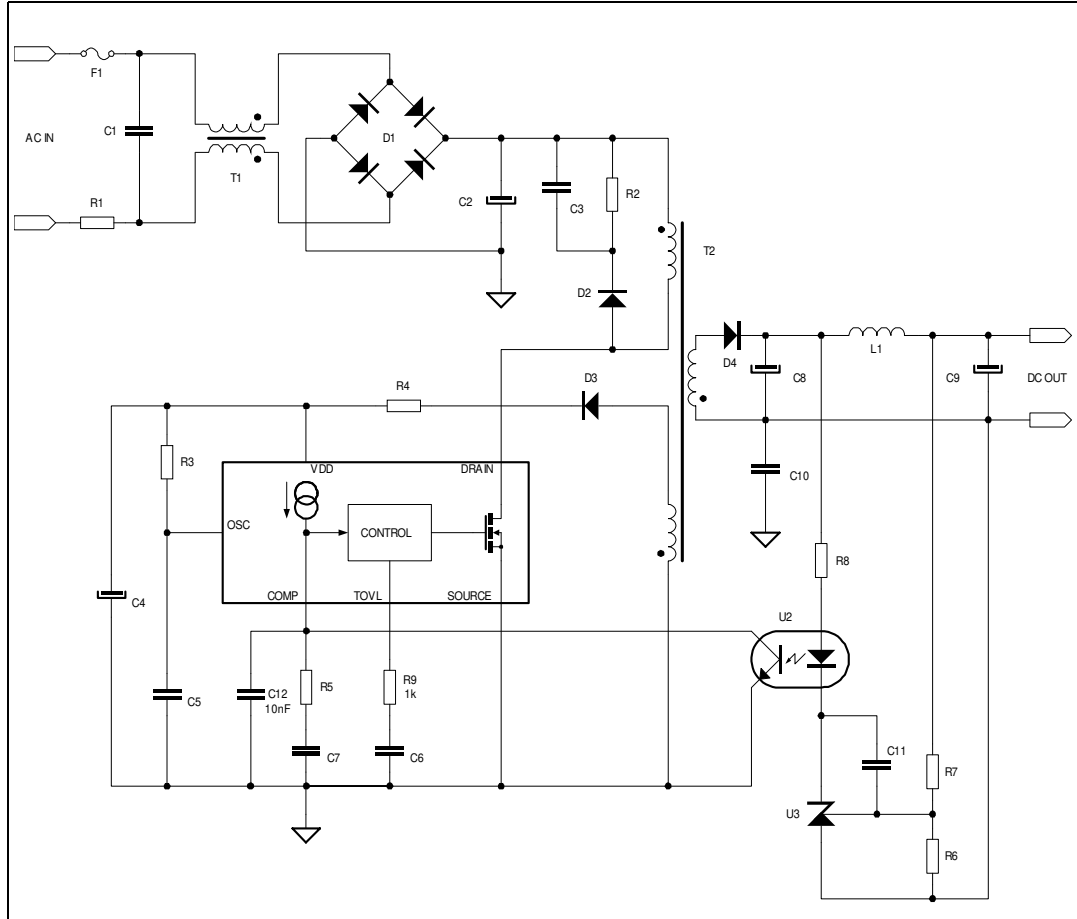 F1
AC IN
C1
T1
R1
D1
C2
C3
R2
D2
T2
D4
C8
L1
C9
DC OUT
R4
D3
R3
VDD
DRAIN
OSC
CONTROL
COMP
TOVL
SOURCE
C10
R8
C4
U2
C5
C12
10nF
R5
R9
1k
C7
C6
C11
R7
U3
R6